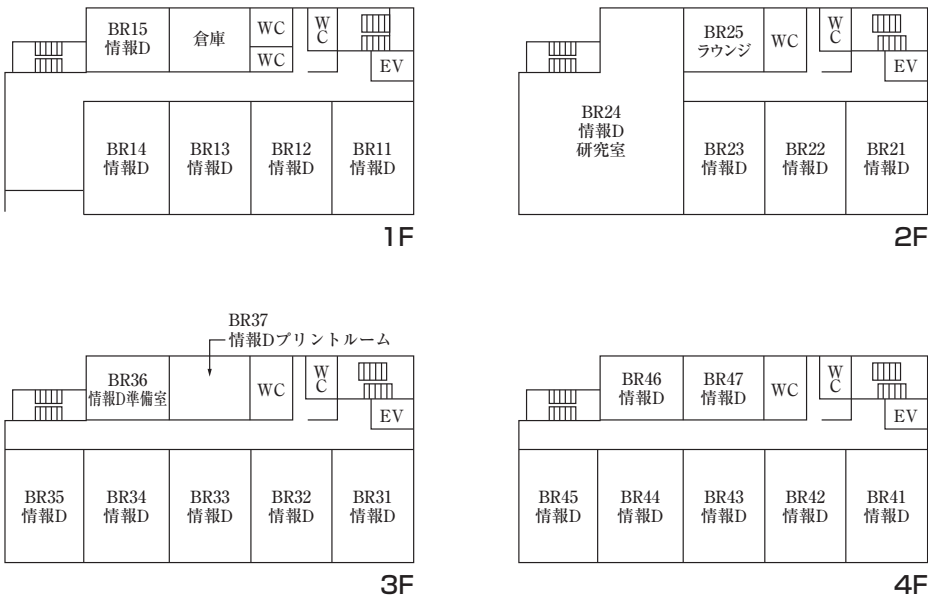 BR15
情報D
倉庫
WC
WC
WC
EV
BR14
情報D
BR13
情報D
BR12
情報D
BR11
情報D
1F
BR25
ラウンジ
WC
WC
EV
BR24
情報D
研究室
BR23
情報D
BR22
情報D
BR21
情報D
2F
BR37
情報Dプリントルーム
BR36
情報D準備室
WC
WC
EV
BR35
情報D
BR34
情報D
BR33
情報D
BR32
情報D
BR31
情報D
3F
BR46
情報D
BR47
情報D
WC
WC
EV
BR45
情報D
BR44
情報D
BR43
情報D
BR42
情報D
BR41
情報D
4F